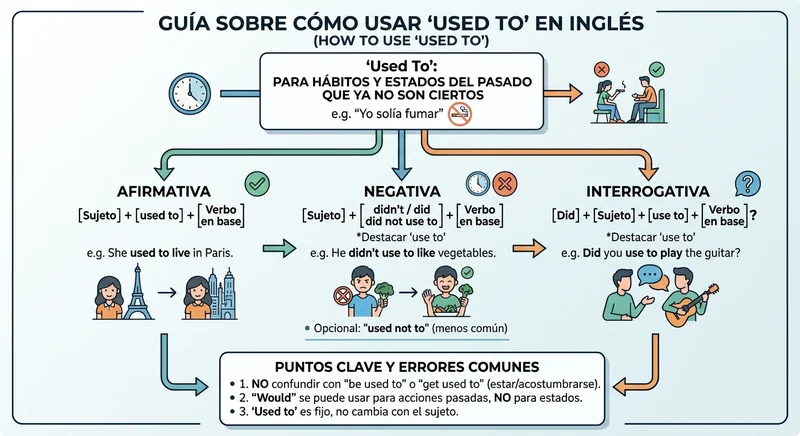 GUÍA SOBRE CÓMO USAR ‘USED TO’ EN INGLÉS
(HOW TO USE ‘USED TO’)
‘Used To’:
PARA HÁBITOS Y ESTADOS DEL PASADO
QUE YA NO SON CIERTOS
e.g. “Yo solía fumar”
AFIRMATIVA
[Sujeto] + [used to] + [Verbo
en base]
e.g. She used to live in Paris.
NEGATIVA
[Sujeto] + [didn't / did
did not use to] + [Verbo
en base]
*Destacar ‘use to’
e.g. He didn't use to like vegetables.
• Opcional: “used not to” (menos común)
INTERROGATIVA
[Did] + [Sujeto] + [use to] + [Verbo
en base]?
*Destacar ‘use to’
e.g. Did you use to play the guitar?
PUNTOS CLAVE Y ERRORES COMUNES
• 1. NO confundir con “be used to” o “get used to” (estar/acostumbrarse).
• 2. “Would” se puede usar para acciones pasadas, NO para estados.
• 3. ‘Used to’ es fijo, no cambia con el sujeto.